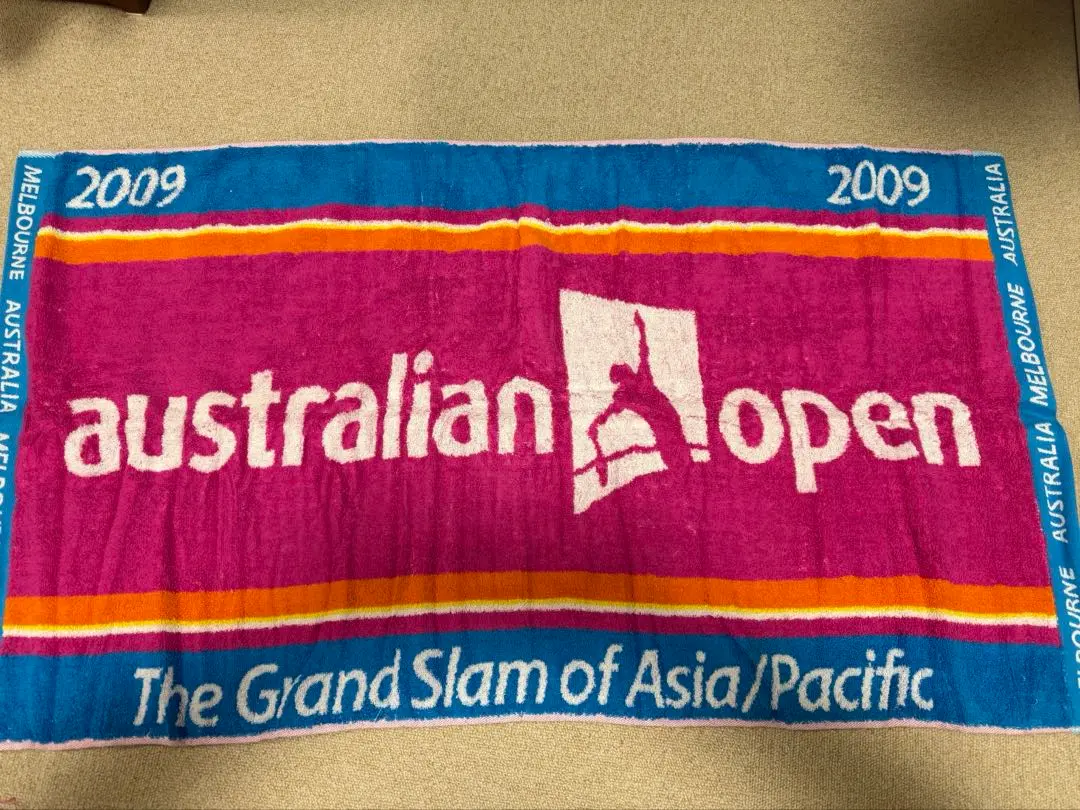 2009
2009
australian open
The Grand Slam of Asia/Pacific
MELBOURNE AUSTRALIA
AUSTRALIA MELBOURNE AUSTRALIA